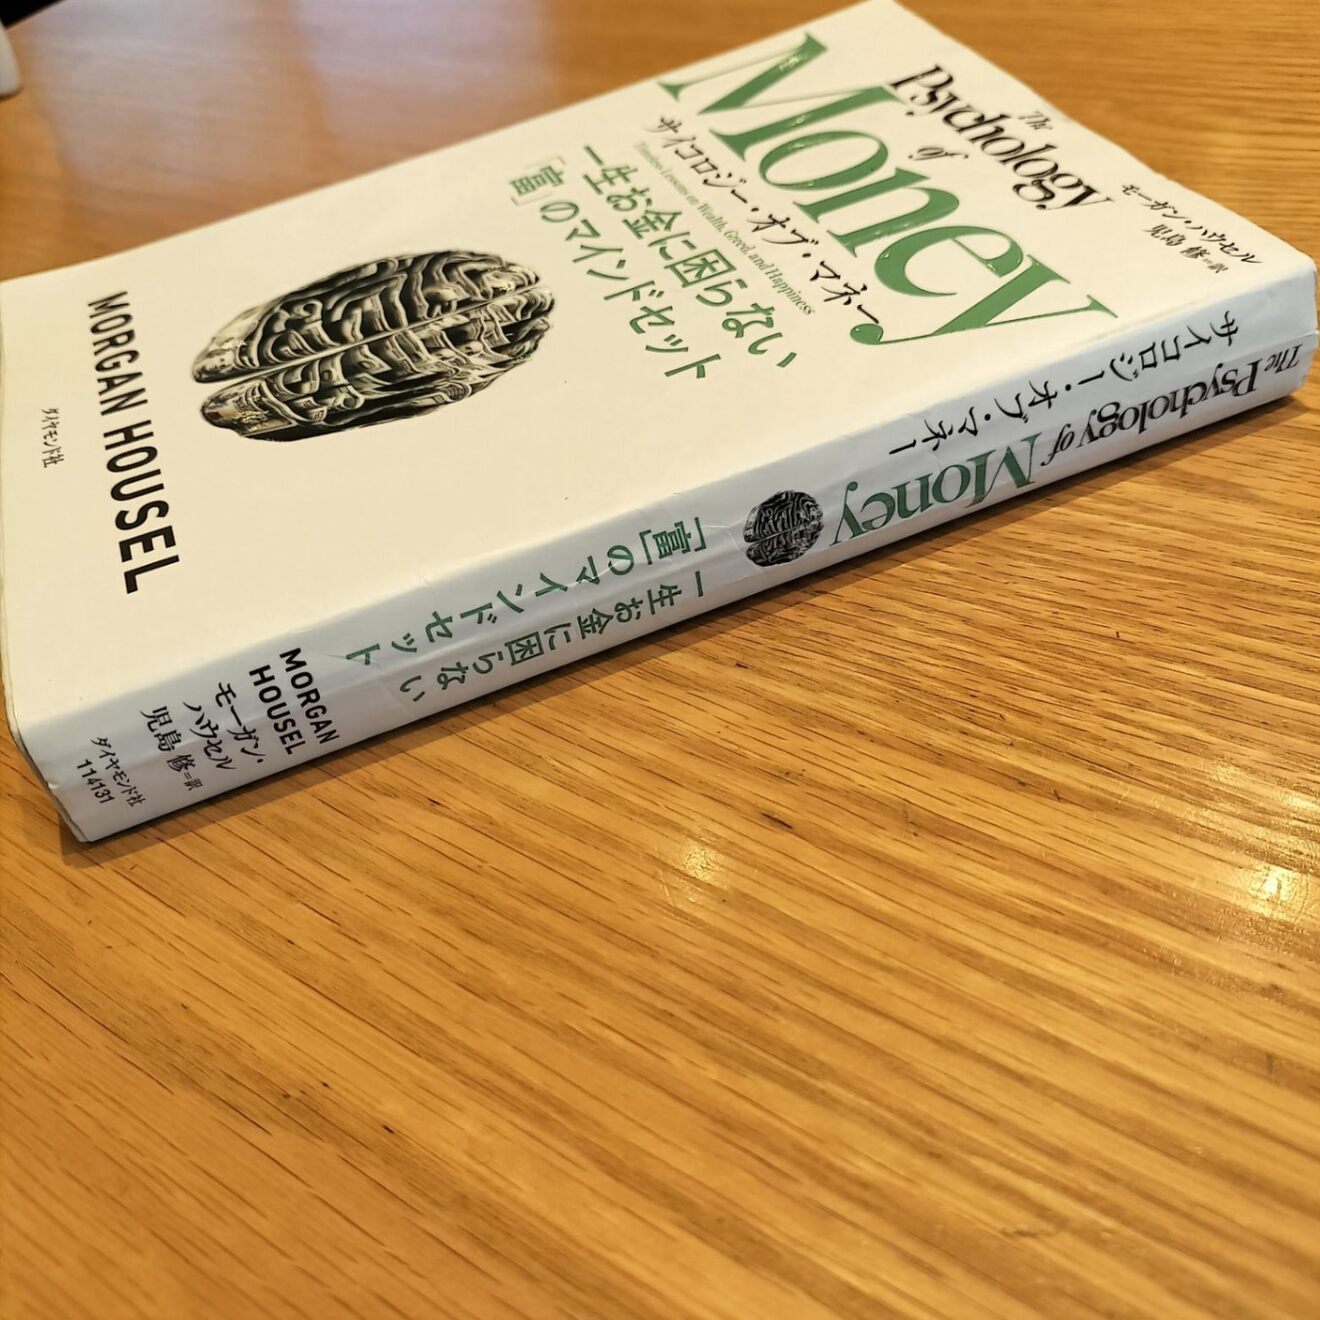 The
Psychology
of
Money
サイコロジー・オブ・マネー
Timeless Lessons on Wealth, Greed, and Happiness
一生お金に困らない
「富」のマインドセット
モーガン・ハウセル
児島 修=訳
MORGAN HOUSEL
ダイヤモンド社
サイコロジー・オブ・マネー
The Psychology of Money
一生お金に困らない
「富」のマインドセット
MORGAN
HOUSEL
モーガン・
ハウセル
児島 修=訳
ダイヤモンド社
114131